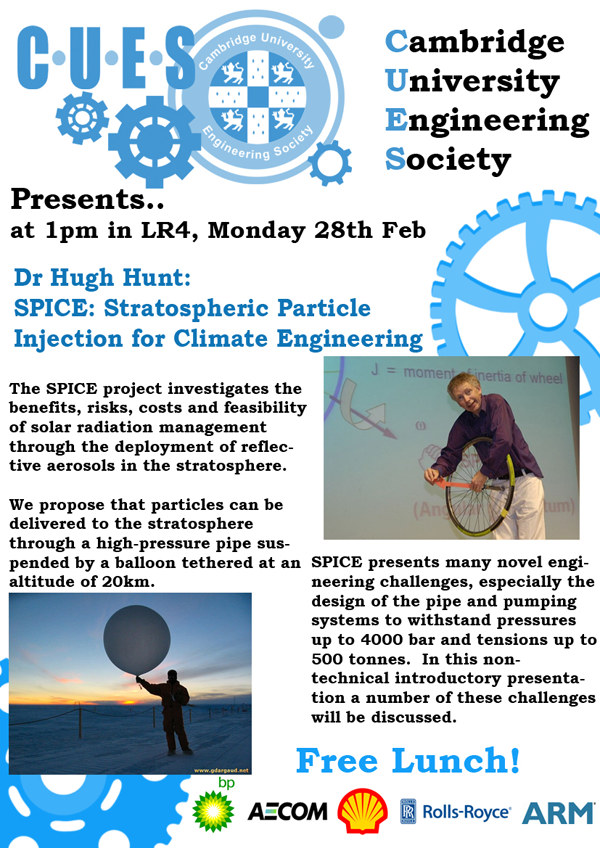 C·U·E·S
Cambridge University
Engineering Society
Cambridge
University
Engineering
Society
Presents..
at 1pm in LR4, Monday 28th Feb
Dr Hugh Hunt:
SPICE: Stratospheric Particle
Injection for Climate Engineering
The SPICE project investigates the
benefits, risks, costs and feasibility
of solar radiation management
through the deployment of reflec-
tive aerosols in the stratosphere.
We propose that particles can be
delivered to the stratosphere
through a high-pressure pipe sus-
pended by a balloon tethered at an
altitude of 20km.
J = moment of inertia of wheel
ω
(Angu
tum)
SPICE presents many novel engi-
neering challenges, especially the
design of the pipe and pumping
systems to withstand pressures
up to 4000 bar and tensions up to
500 tonnes. In this non-
technical introductory presenta-
tion a number of these challenges
will be discussed.
www.gdargaud.net
Free Lunch!
bp
AECOM
RR
Rolls-Royce®
ARM®